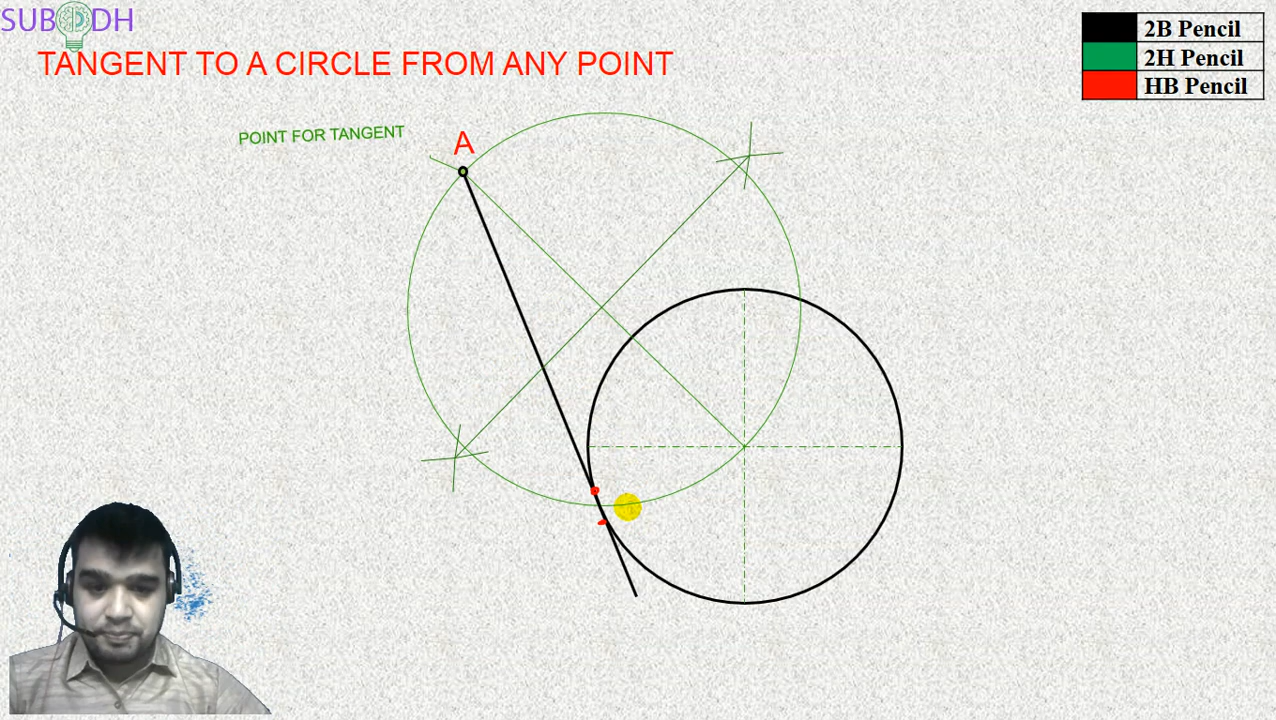 SUBODH
TANGENT TO A CIRCLE FROM ANY POINT
2B Pencil
2H Pencil
HB Pencil
POINT FOR TANGENT
A